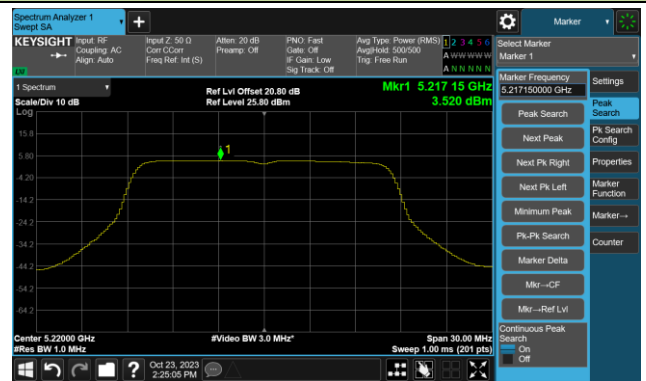 Spectrum Analyzer 1
Swept SA
+
Marker
KEYSIGHT
Input: RF
Coupling: AC
Align: Auto
Input Z: 50 Ω
Corr CCorr
Freq Ref: Int (S)
Atten: 20 dB
Preamp: Off
PNO: Fast
Gate: Off
IF Gain: Low
Sig Track: Off
Avg Type: Power (RMS)
Avg|Hold: 500/500
Trig: Free Run
1 2 3 4 5 6
A W W W W W
A N N N N N
LW
Select Marker
Marker 1
1 Spectrum
Scale/Div 10 dB
Log
Ref Lvl Offset 20.80 dB
Ref Level 25.80 dBm
Mkr1 5.217 15 GHz
3.520 dBm
15.8
5.80
-4.20
-14.2
-24.2
-34.2
-44.2
-54.2
-64.2
1
Center 5.22000 GHz
#Res BW 1.0 MHz
#Video BW 3.0 MHz*
Span 30.00 MHz
Sweep 1.00 ms (201 pts)
Marker Frequency
5.217150000 GHz
Peak Search
Next Peak
Next Pk Right
Next Pk Left
Minimum Peak
Pk-Pk Search
Marker Delta
Mkr→CF
Mkr→Ref Lvl
Continuous Peak
Search
On
Off
Settings
Peak
Search
Pk Search
Config
Properties
Marker
Function
Marker→
Counter
?
Oct 23, 2023
2:25:05 PM